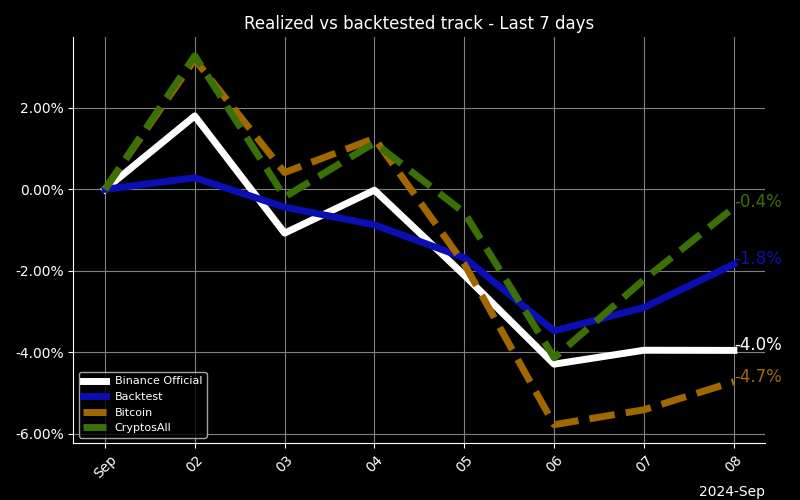 Realized vs backtested track - Last 7 days
2.00%
0.00%
-2.00%
-4.00%
-6.00%
-0.4%
-1.8%
-4.0%
-4.7%
Binance Official
Backtest
Bitcoin
CryptosAll
Sep
02
03
04
05
06
07
08
2024-Sep